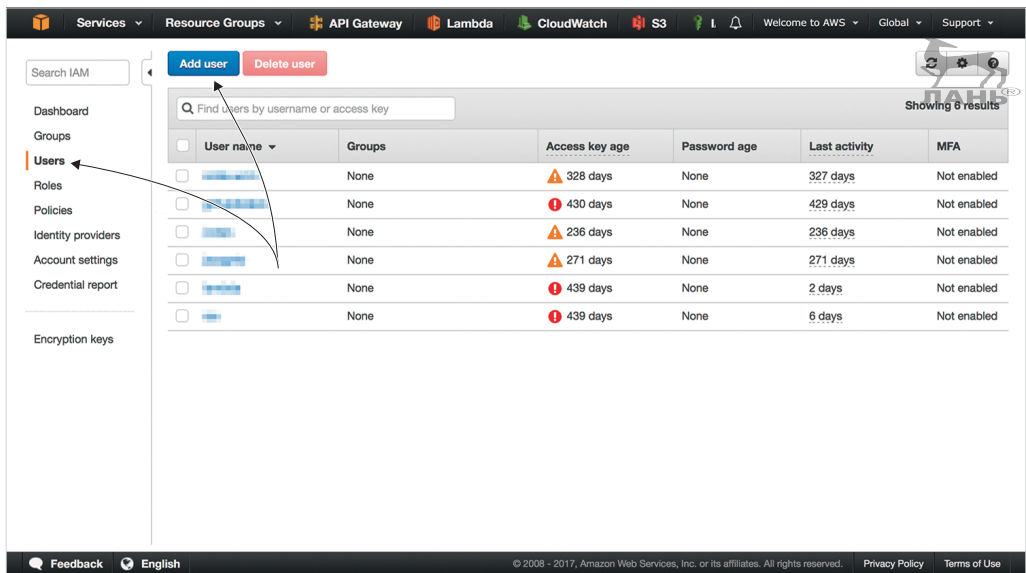 Services Resource Groups API Gateway Lambda CloudWatch S3 I. Welcome to AWS Global Support
Search IAM
Dashboard
Groups
Users
Roles
Policies
Identity providers
Account settings
Credential report
Encryption keys
Add user Delete user
ЛАНЬ®
Find users by username or access key
Showing 6 results
User name Groups Access key age Password age Last activity MFA
None 328 days None 327 days Not enabled
None 430 days None 429 days Not enabled
None 236 days None 236 days Not enabled
None 271 days None 271 days Not enabled
None 439 days None 2 days Not enabled
None 439 days None 6 days Not enabled
Feedback English © 2008 - 2017, Amazon Web Services, Inc. or its affiliates. All rights reserved. Privacy Policy Terms of Use